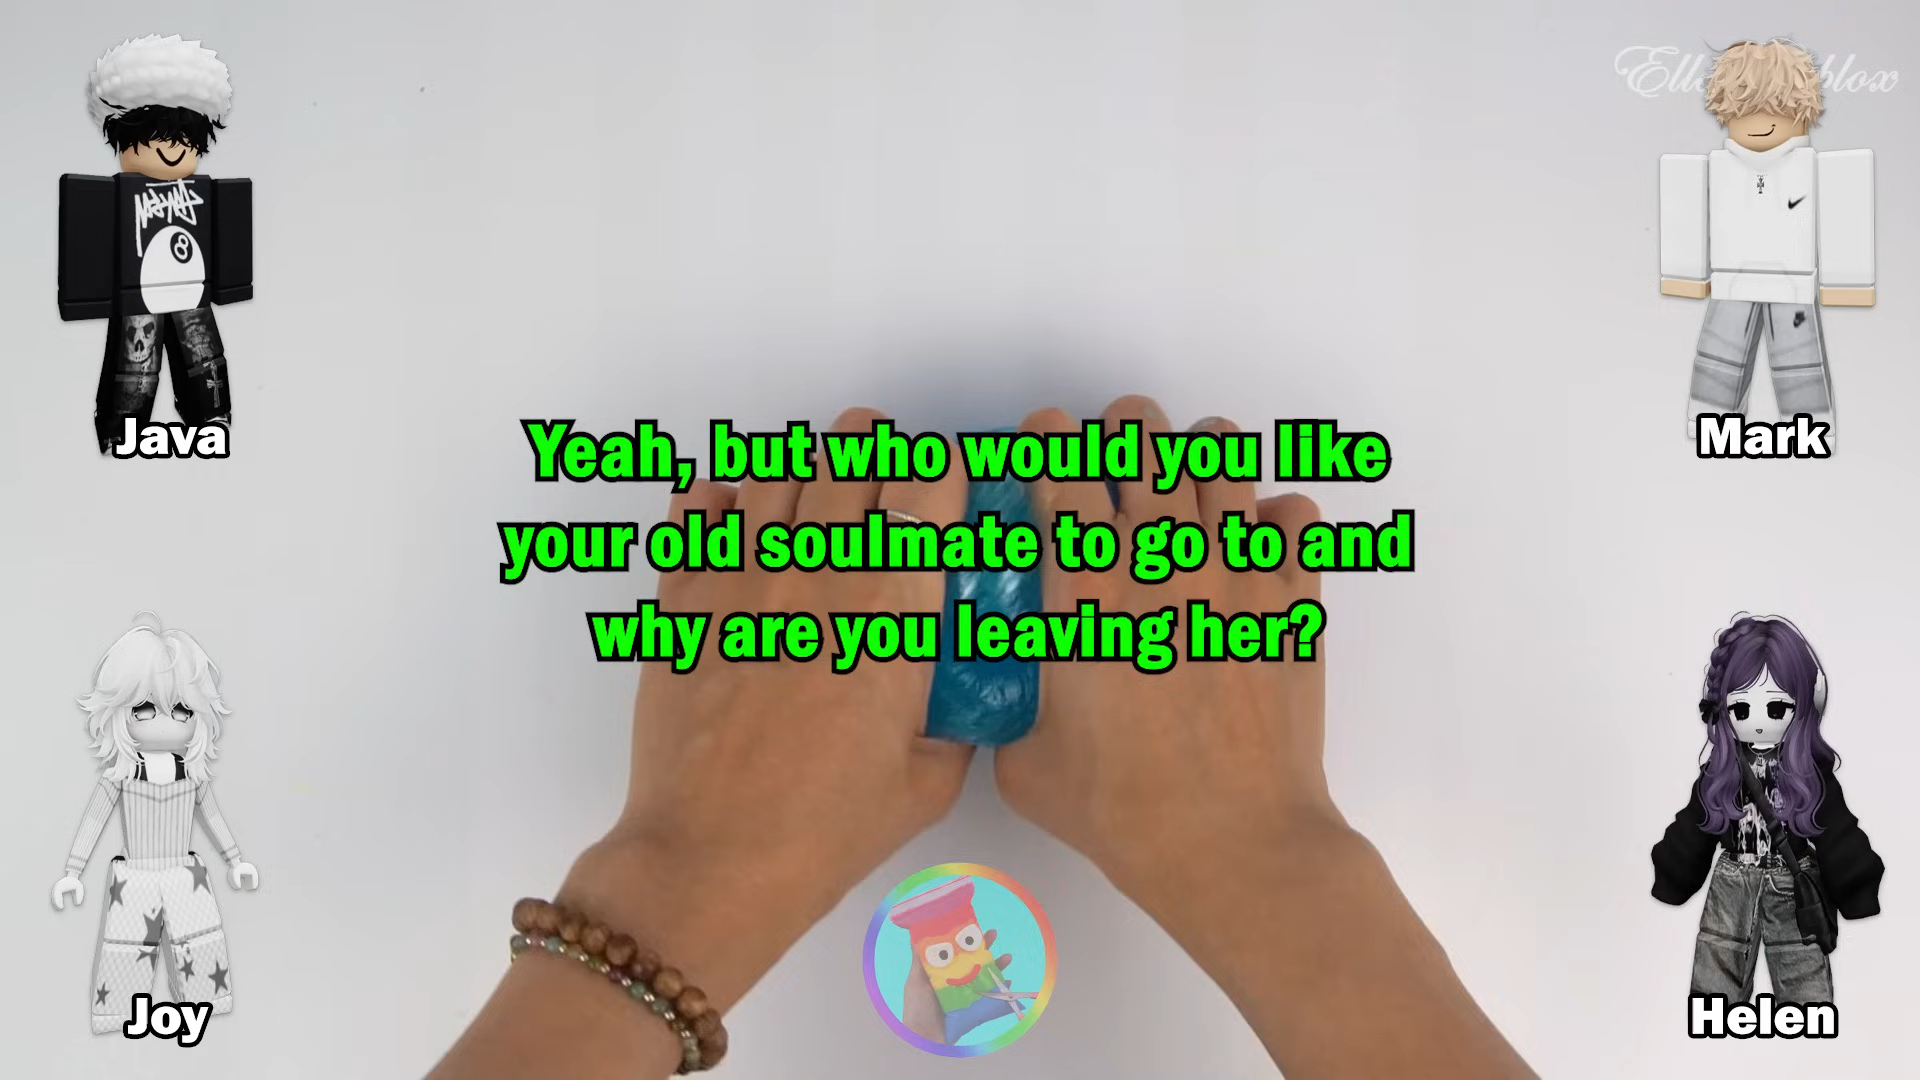 Java
Mark
Yeah, but who would you like
your old soulmate to go to and
why are you leaving her?
Joy
Helen
8